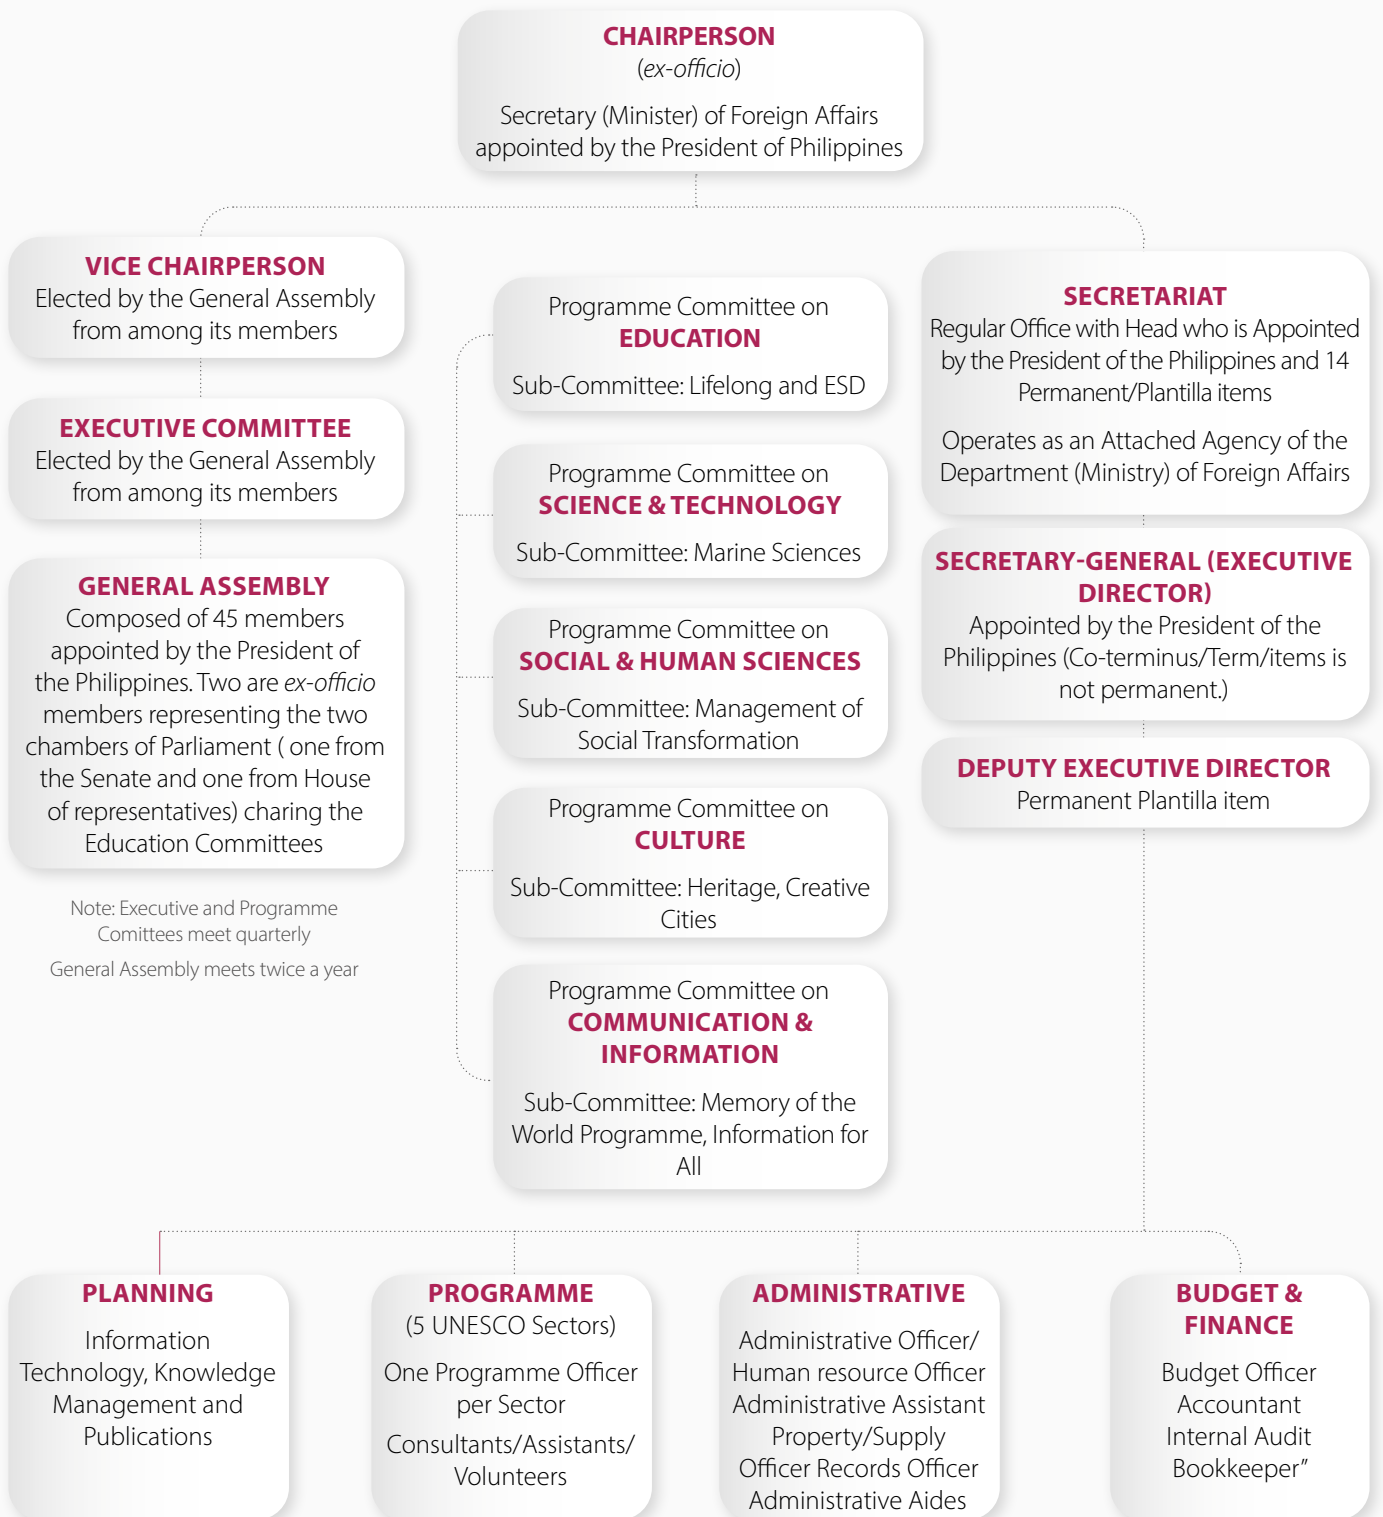 CHAIRPERSON
(ex-officio)
Secretary (Minister) of Foreign Affairs
appointed by the President of Philippines
VICE CHAIRPERSON
Elected by the General Assembly
from among its members
EXECUTIVE COMMITTEE
Elected by the General Assembly
from among its members
GENERAL ASSEMBLY
Composed of 45 members
appointed by the President of
the Philippines. Two are ex-officio
members representing the two
chambers of Parliament ( one from
the Senate and one from House
of representatives) charing the
Education Committees
Note: Executive and Programme
Comittees meet quarterly
General Assembly meets twice a year
Programme Committee on
EDUCATION
Sub-Committee: Lifelong and ESD
Programme Committee on
SCIENCE & TECHNOLOGY
Sub-Committee: Marine Sciences
Programme Committee on
SOCIAL & HUMAN SCIENCES
Sub-Committee: Management of
Social Transformation
Programme Committee on
CULTURE
Sub-Committee: Heritage, Creative
Cities
Programme Committee on
COMMUNICATION &
INFORMATION
Sub-Committee: Memory of the
World Programme, Information for
All
SECRETARIAT
Regular Office with Head who is Appointed
by the President of the Philippines and 14
Permanent/Plantilla items
Operates as an Attached Agency of the
Department (Ministry) of Foreign Affairs
SECRETARY-GENERAL (EXECUTIVE
DIRECTOR)
Appointed by the President of the
Philippines (Co-terminus/Term/items is
not permanent.)
DEPUTY EXECUTIVE DIRECTOR
Permanent Plantilla item
PLANNING
Information
Technology, Knowledge
Management and
Publications
PROGRAMME
(5 UNESCO Sectors)
One Programme Officer
per Sector
Consultants/Assistants/
Volunteers
ADMINISTRATIVE
Administrative Officer/
Human resource Officer
Administrative Assistant
Property/Supply
Officer Records Officer
Administrative Aides
BUDGET &
FINANCE
Budget Officer
Accountant
Internal Audit
Bookkeeper”